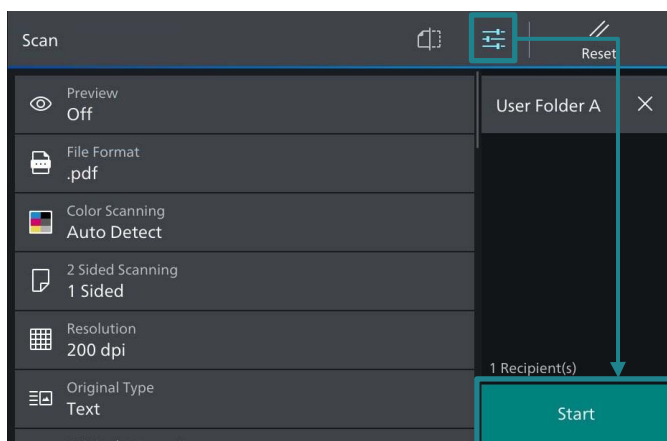 Scan
Reset
Preview
Off
File Format
.pdf
Color Scanning
Auto Detect
2 Sided Scanning
1 Sided
Resolution
200 dpi
Original Type
Text
User Folder A
1 Recipient(s)
Start